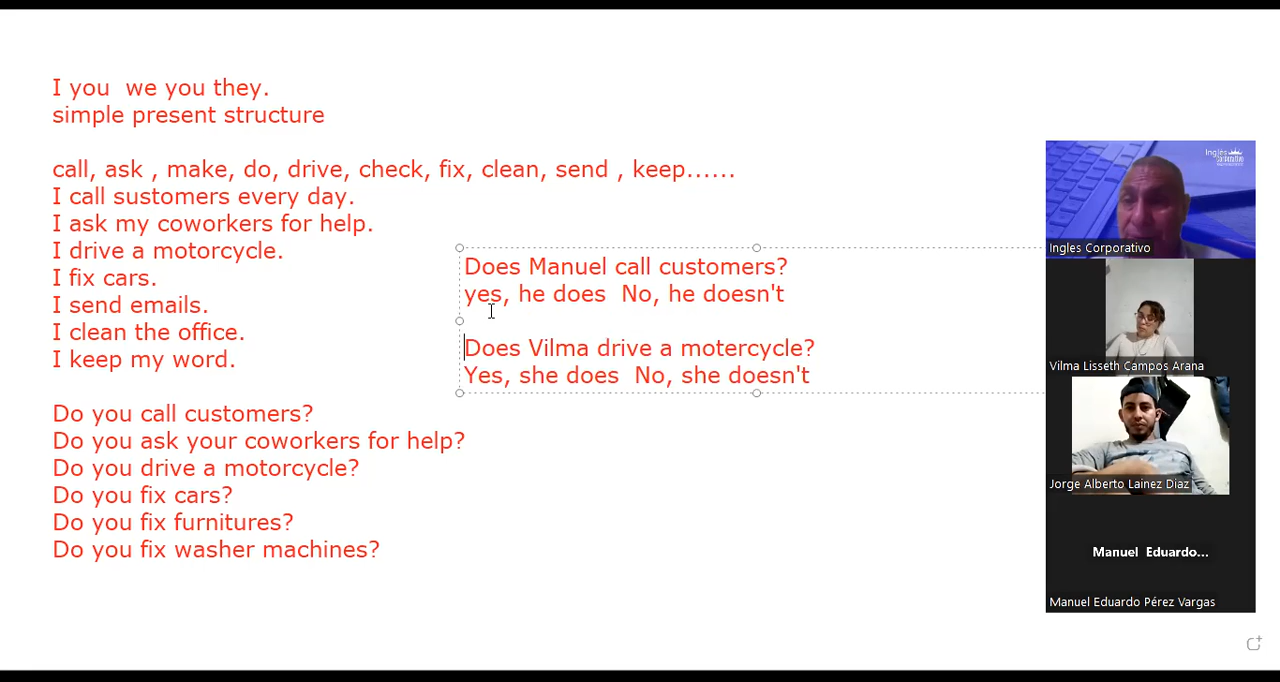 I you  we you they.
simple present structure
call, ask , make, do, drive, check, fix, clean, send , keep......
I call sustomers every day.
I ask my coworkers for help.
I drive a motorcycle.
I fix cars.
I send emails.
I clean the office.
I keep my word.
Do you call customers?
Do you ask your coworkers for help?
Do you drive a motorcycle?
Do you fix cars?
Do you fix furnitures?
Do you fix washer machines?
Does Manuel call customers?
yes, he does  No, he doesn't
Does Vilma drive a motercycle?
Yes, she does  No, she doesn't
Ingles
Corporativo
Ingles Corporativo
Vilma Lisseth Campos Arana
Jorge Alberto Lainez Diaz
Manuel Eduardo...
Manuel Eduardo Pérez Vargas